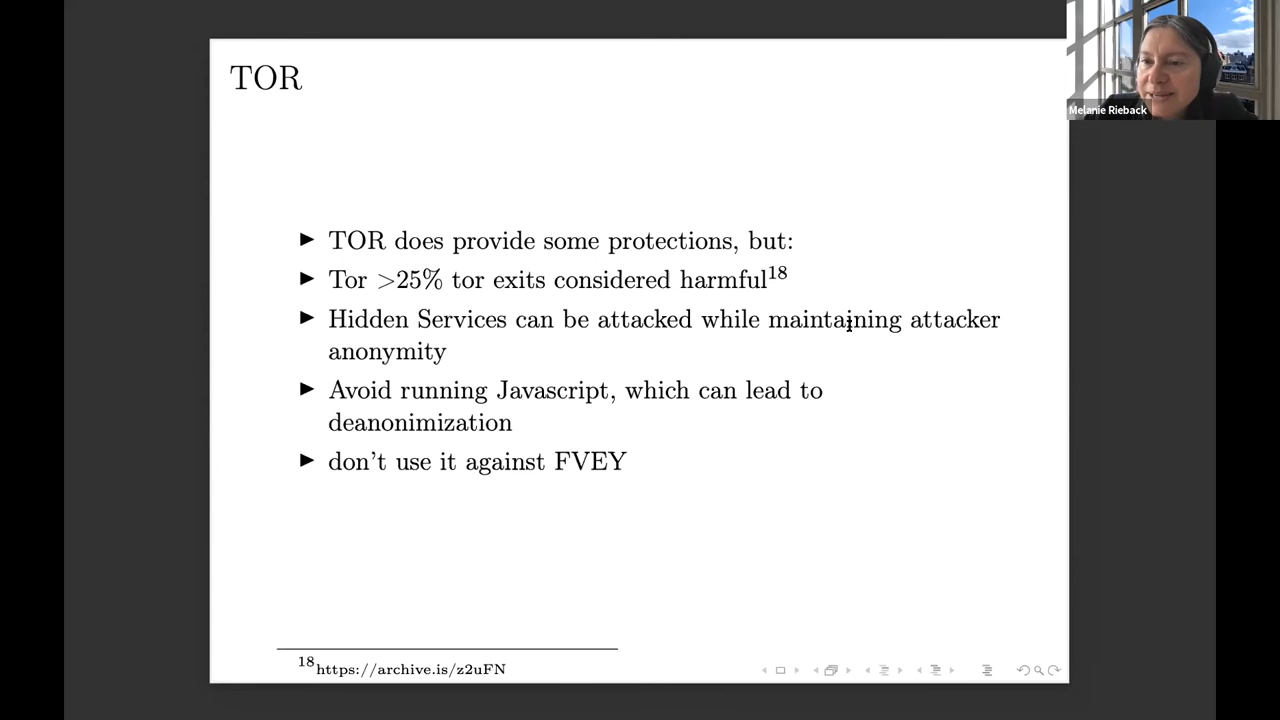 TOR
Melanie Rieback
▶ TOR does provide some protections, but:
▶ Tor >25% tor exits considered harmful18
▶ Hidden Services can be attacked while maintaining attacker
anonymity
▶ Avoid running Javascript, which can lead to
deanonimization
▶ don't use it against FVEY
18https://archive.is/z2uFN